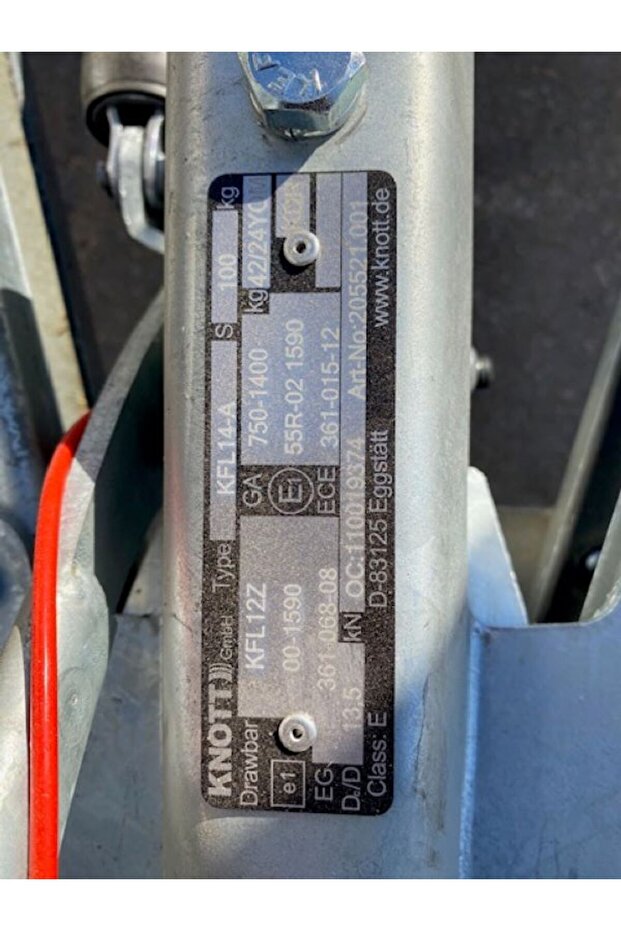 KNOTT GmbH Type KFL14-A S 100 kg
Drawbar KFL12Z GA 750-1400 kg 42/24YC
e1 00-1590 E1 55R-02 1590
EG 361-068-08 ECE 361-015-12
D./D 13,5 kN OC:110019374 Art-No:205521.001
Class: E D-83125 Eggstätt www.knott.de